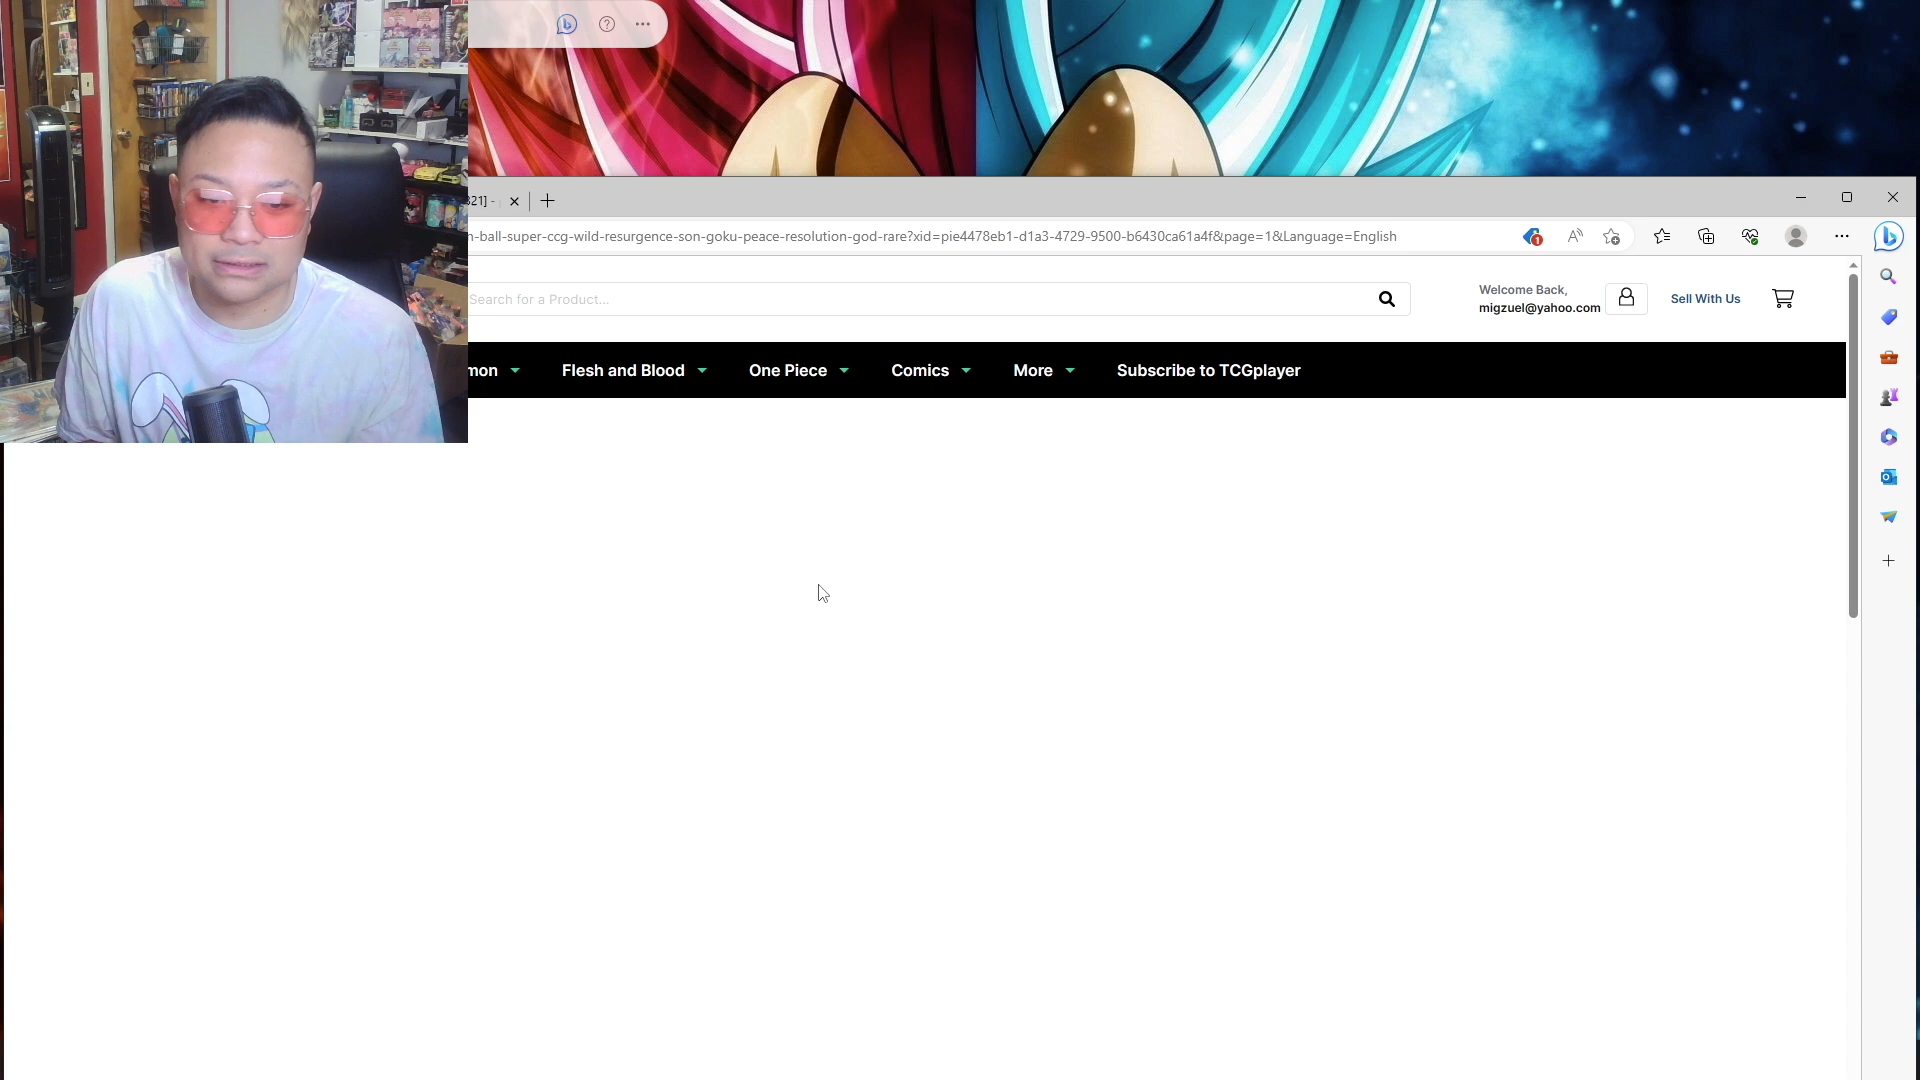 321] -
n-ball-super-ccg-wild-resurgence-son-goku-peace-resolution-god-rare?xid=pie4478eb1-d1a3-4729-9500-b6430ca61a4f&page=1&Language=English
1
Search for a Product...
Welcome Back,
migzuel@yahoo.com
Sell With Us
mon
Flesh and Blood
One Piece
Comics
More
Subscribe to TCGplayer